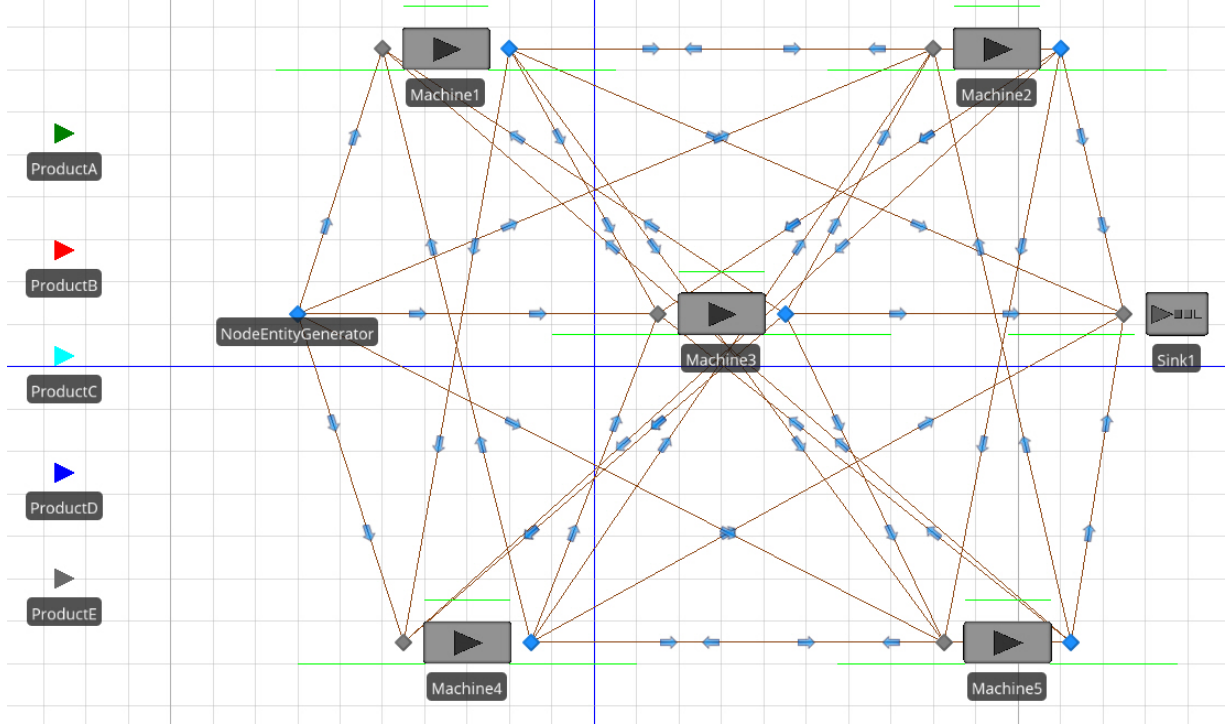 Machine1
Machine2
ProductA
ProductB
NodeEntityGenerator
Machine3
Sink1
ProductC
ProductD
ProductE
Machine4
Machine5